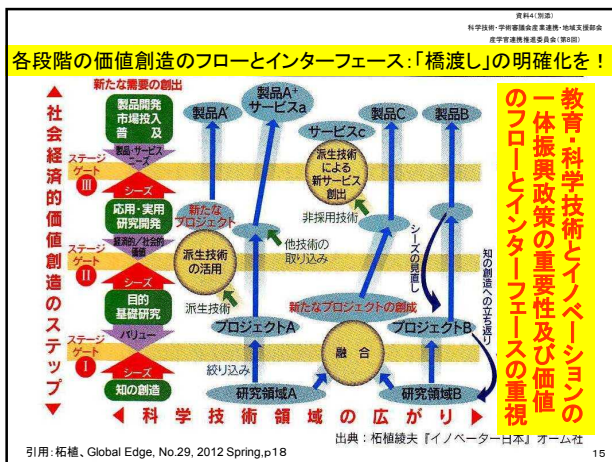 資料4(別添)
科学技術・学術審議会産業連携・地域支援部会
産学官連携推進委員会(第8回)
各段階の価値創造のフローとインターフェース:「橋渡し」の明確化を!
▲社会経済的価値創造のステップ▼
新たな需要の創出
製品開発
市場投入
普及
製品・サービス
ニーズ
ステージ
ゲート
Ⅲ
シーズ
応用・実用
研究開発
経済的/社会的
価値
ステージ
ゲート
Ⅱ
シーズ
目的
基礎研究
バリュー
ステージ
ゲート
Ⅰ
シーズ
知の創造
製品A'
製品A⁺
サービスa
製品C
製品B
サービスc
派生技術
による
新サービス
創出
非採用技術
新たな
プロジェクト
他技術の
取り込み
派生技術
の活用
派生技術
シーズの見直し
知の創造への立ち返り
新たなプロジェクトの創成
プロジェクトA
プロジェクトB
融合
絞り込み
研究領域A
研究領域B
◀科学技術領域の広がり▶
教育・科学技術とイノベーションの
一体振興政策の重要性及び価値
のフローとインターフェースの重視
出典:柘植綾夫『イノベーター日本』オーム社
引用:柘植、Global Edge, No.29, 2012 Spring,p18
15